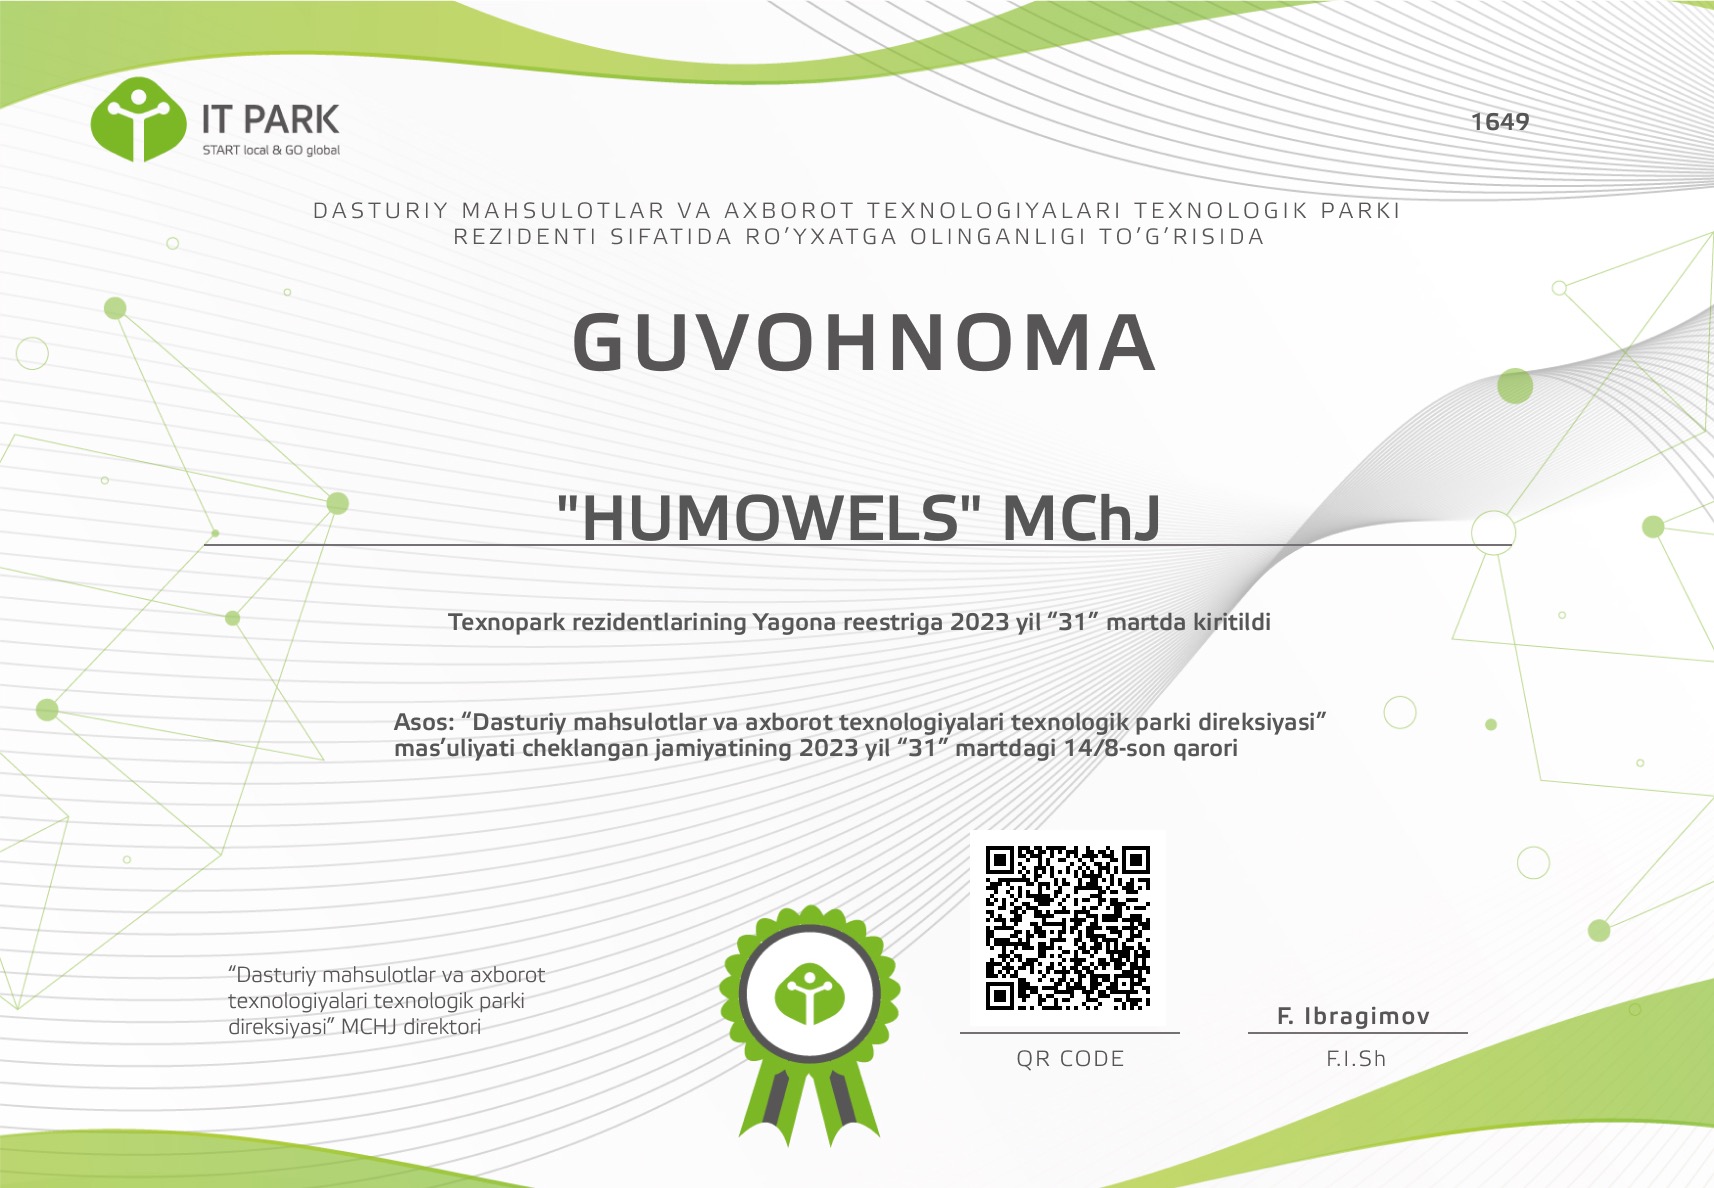 IT PARK
START local & GO global
1649
DASTURIY MAHSULOTLAR VA AXBOROT TEXNOLOGIYALARI TEXNOLOGIK PARKI
REZIDENTI SIFATIDA RO’YXATGA OLINGANLIGI TO’G’RISIDA
GUVOHNOMA
"HUMOWELS" MChJ
Texnopark rezidentlarining Yagona reestriga 2023 yil “31” martda kiritildi
Asos: “Dasturiy mahsulotlar va axborot texnologiyalari texnologik parki direksiyasi”
mas’uliyati cheklangan jamiyatining 2023 yil “31” martdagi 14/8-son qarori
“Dasturiy mahsulotlar va axborot
texnologiyalari texnologik parki
direksiyasi” MCHJ direktori
QR CODE
F. Ibragimov
F.I.Sh